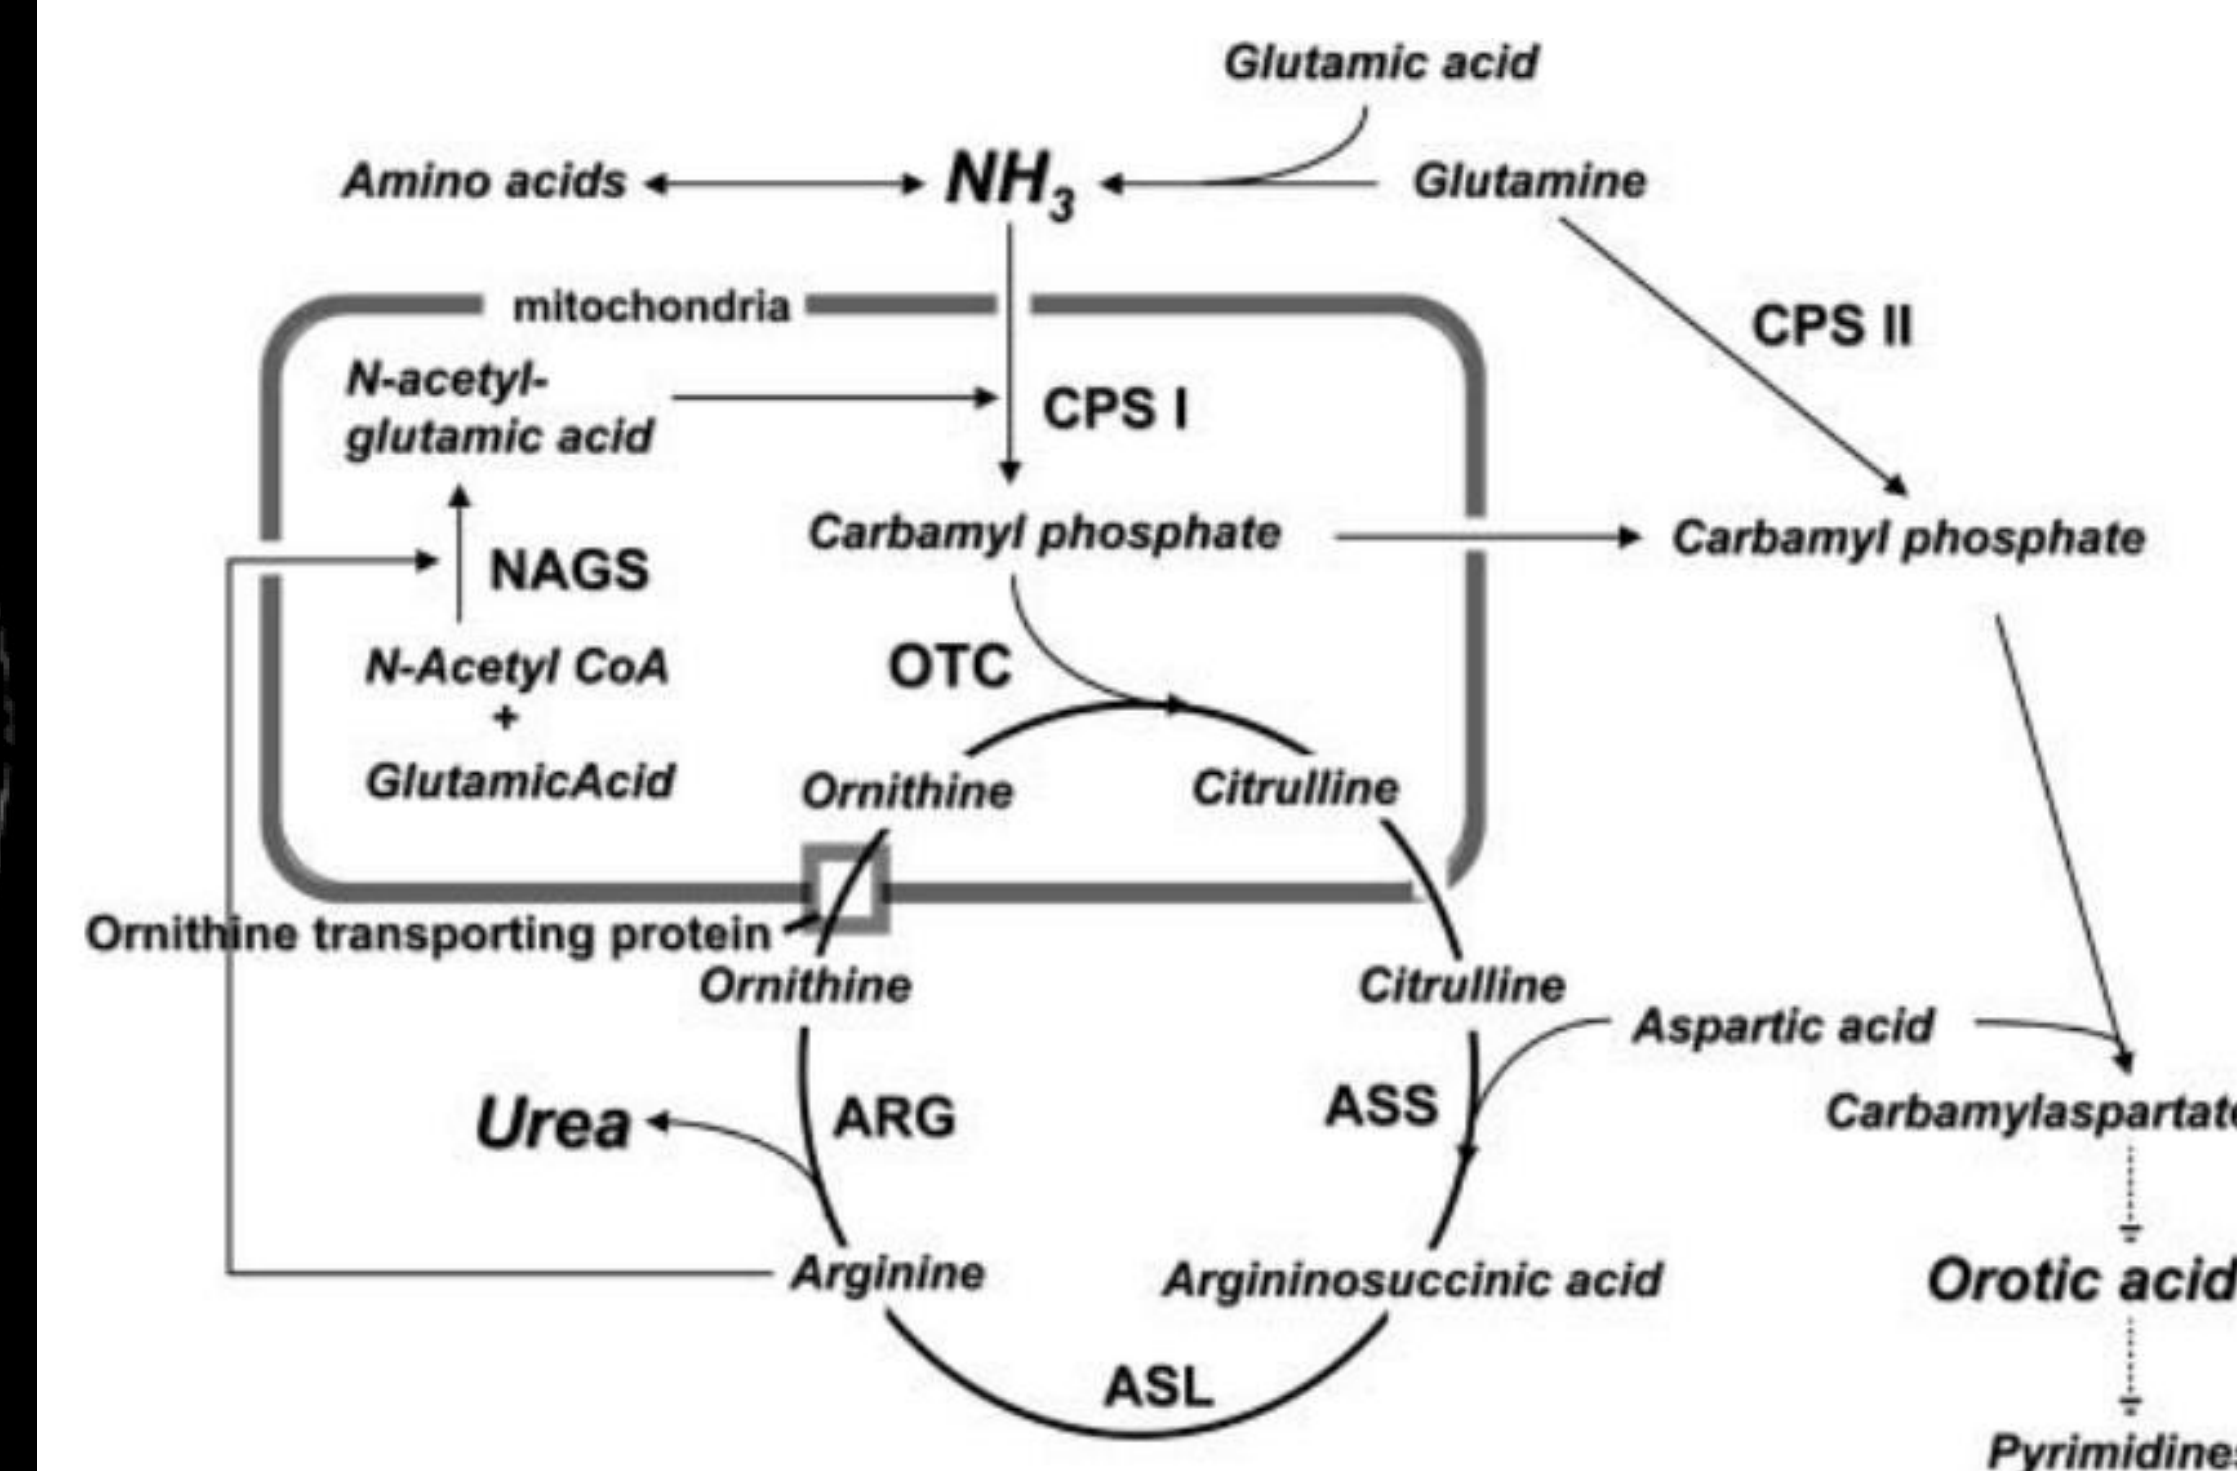 Glutamic acid
Amino acids
NH3
Glutamine
mitochondria
CPS II
N-acetyl-
glutamic acid
CPS I
Carbamyl phosphate
Carbamyl phosphate
NAGS
N-Acetyl CoA
+
GlutamicAcid
OTC
Ornithine
Citrulline
Ornithine transporting protein
Ornithine
Citrulline
Aspartic acid
Urea
ARG
ASS
Carbamylaspartate
Arginine
Argininosuccinic acid
Orotic acid
ASL
Pyrimidines